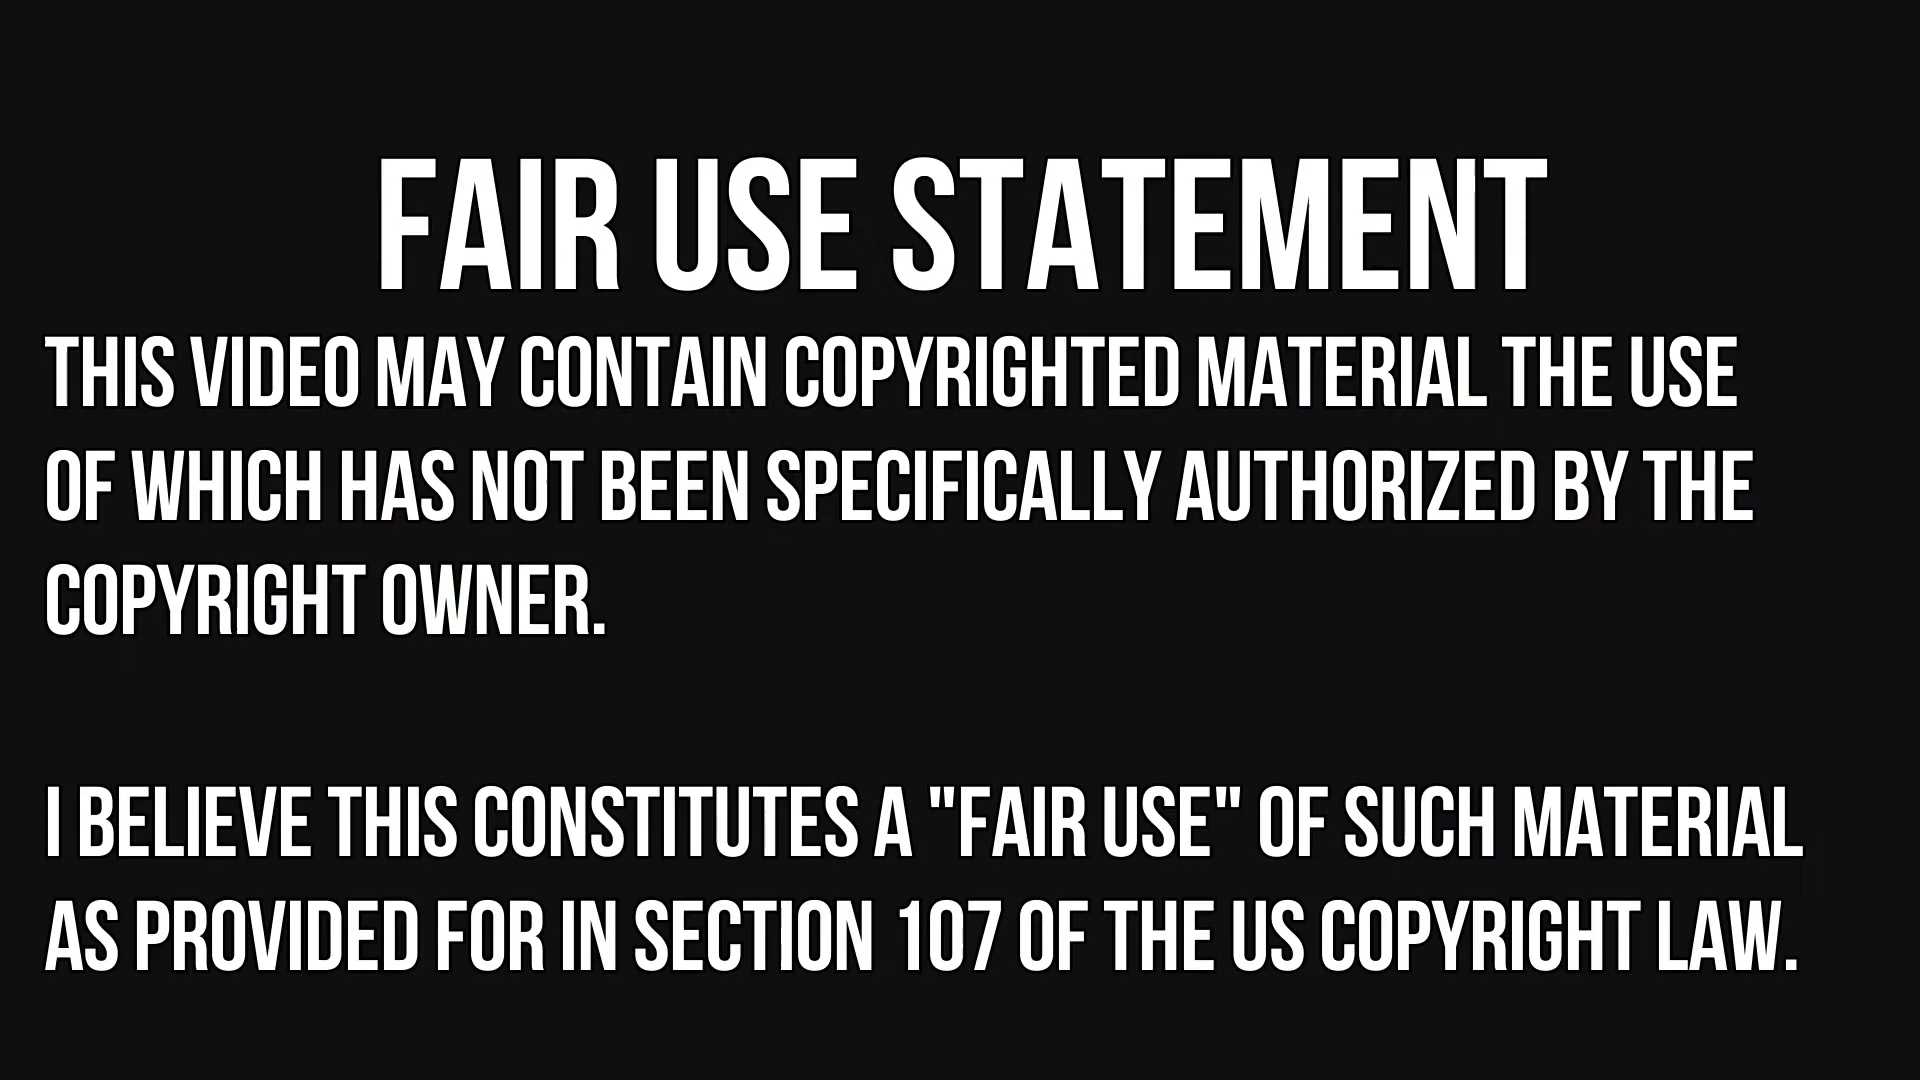 FAIR USE STATEMENT
THIS VIDEO MAY CONTAIN COPYRIGHTED MATERIAL THE USE
OF WHICH HAS NOT BEEN SPECIFICALLY AUTHORIZED BY THE
COPYRIGHT OWNER.
I BELIEVE THIS CONSTITUTES A "FAIR USE" OF SUCH MATERIAL
AS PROVIDED FOR IN SECTION 107 OF THE US COPYRIGHT LAW.